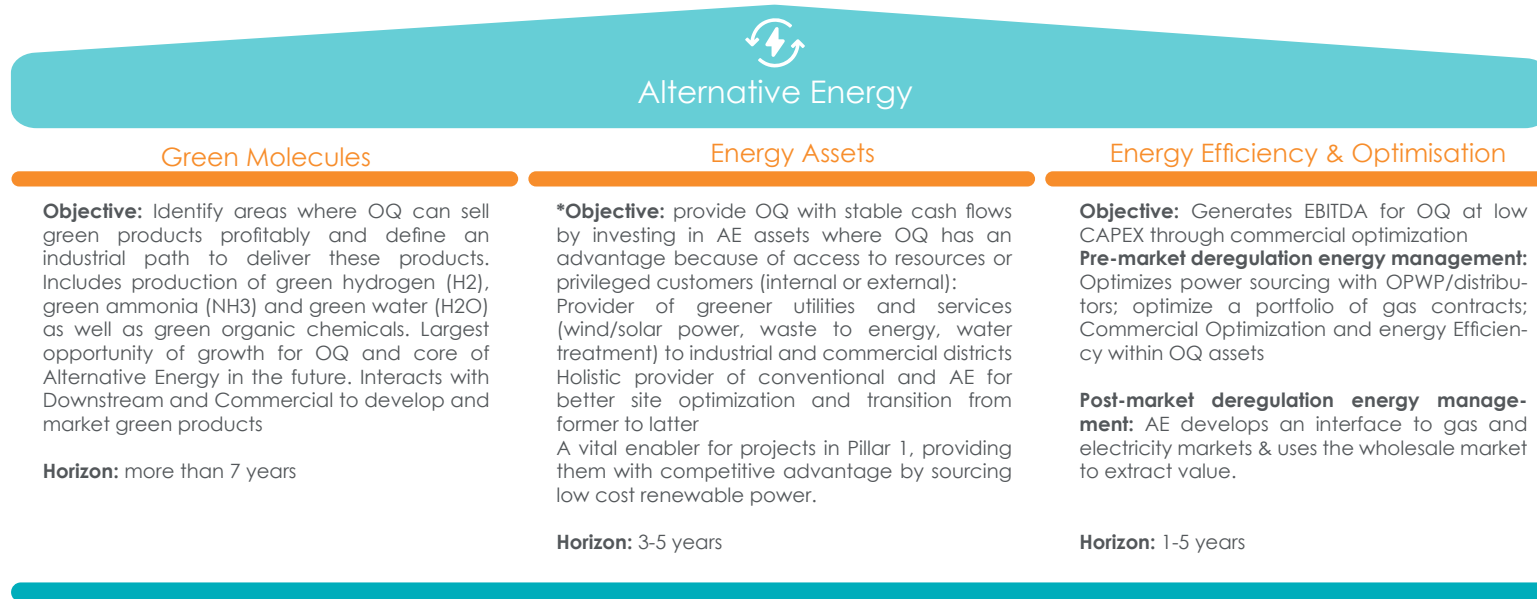 Alternative Energy
Green Molecules
Objective: Identify areas where OQ can sell
green products profitably and define an
industrial path to deliver these products.
Includes production of green hydrogen (H2),
green ammonia (NH3) and green water (H2O)
as well as green organic chemicals. Largest
opportunity of growth for OQ and core of
Alternative Energy in the future. Interacts with
Downstream and Commercial to develop and
market green products
Horizon: more than 7 years
Energy Assets
*Objective: provide OQ with stable cash flows
by investing in AE assets where OQ has an
advantage because of access to resources or
privileged customers (internal or external):
Provider of greener utilities and services
(wind/solar power, waste to energy, water
treatment) to industrial and commercial districts
Holistic provider of conventional and AE for
better site optimization and transition from
former to latter
A vital enabler for projects in Pillar 1, providing
them with competitive advantage by sourcing
low cost renewable power.
Horizon: 3-5 years
Energy Efficiency & Optimisation
Objective: Generates EBITDA for OQ at low
CAPEX through commercial optimization
Pre-market deregulation energy management:
Optimizes power sourcing with OPWP/distribu-
tors; optimize a portfolio of gas contracts;
Commercial Optimization and energy Efficien-
cy within OQ assets
Post-market deregulation energy manage-
ment: AE develops an interface to gas and
electricity markets & uses the wholesale market
to extract value.
Horizon: 1-5 years